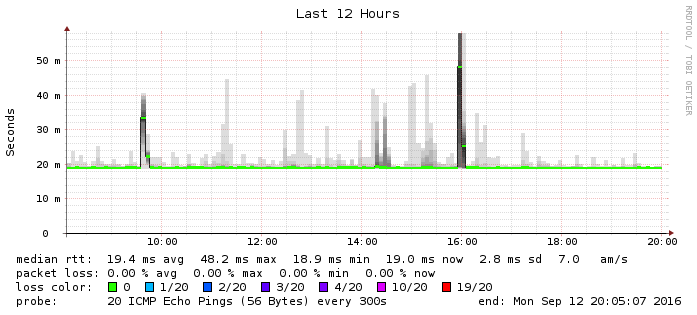 Last 12 Hours
RRDTOOL / TOBI OETIKER
Seconds
50 m
40 m
30 m
20 m
10 m
0
10:00 12:00 14:00 16:00 18:00 20:00
median rtt: 19.4 ms avg 48.2 ms max 18.9 ms min 19.0 ms now 2.8 ms sd 7.0 am/s
packet loss: 0.00 % avg 0.00 % max 0.00 % min 0.00 % now
loss color: 0 1/20 2/20 3/20 4/20 10/20 19/20
probe: 20 ICMP Echo Pings (56 Bytes) every 300s end: Mon Sep 12 20:05:07 2016